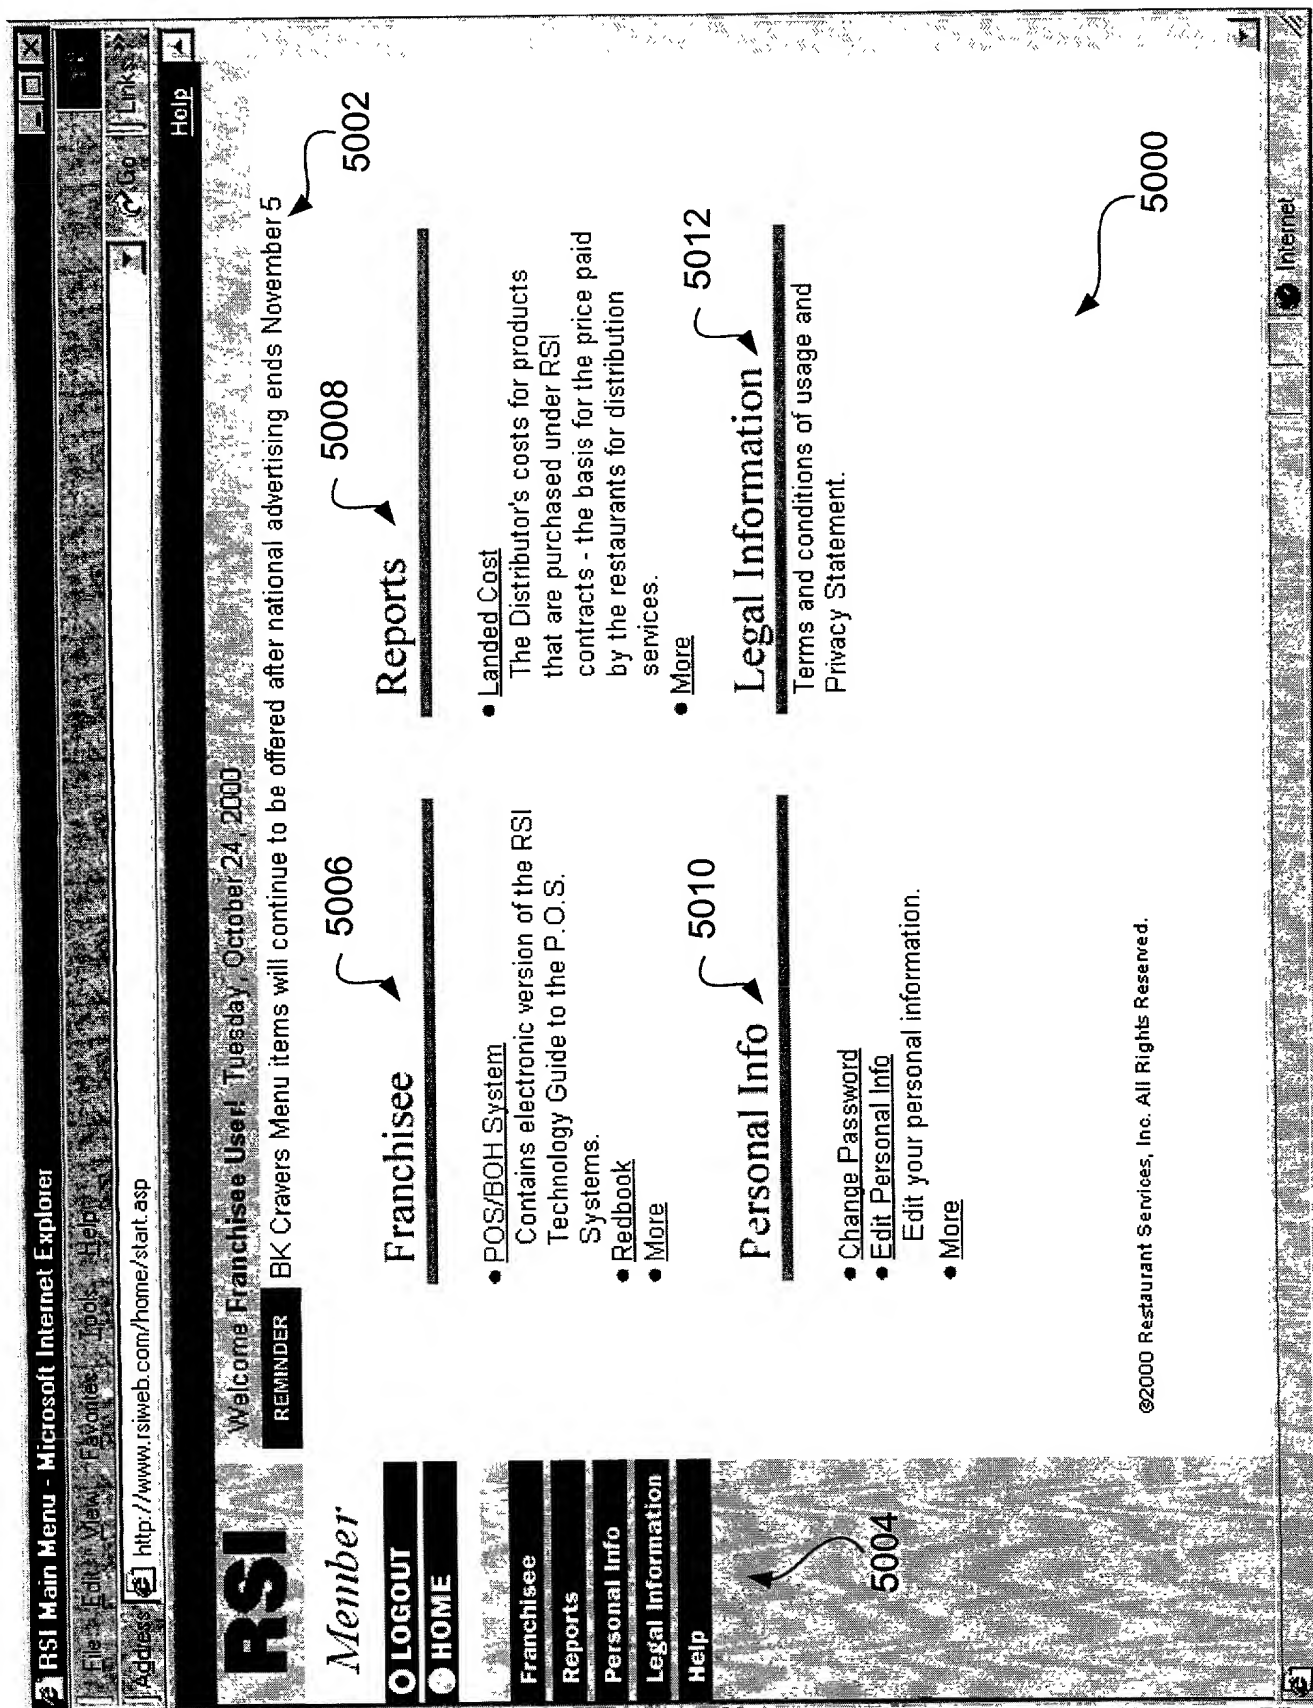 RSI Main Menu - Microsoft Internet Explorer
File Edit View Favorites Tools Help
Address http://www.rsiweb.com/home/start.asp Go Links »
Help
RSI
Welcome Franchisee User! Tuesday, October 24, 2000
REMINDER BK Cravers Menu items will continue to be offered after national advertising ends November 5
5002
Member
LOGOUT
HOME
Franchisee
Reports
Personal Info
Legal Information
Help
5004
Franchisee
5006
• POS/BOH System
Contains electronic version of the RSI
Technology Guide to the P.O.S.
Systems.
• Redbook
• More
Reports
5008
• Landed Cost
The Distributor's costs for products
that are purchased under RSI
contracts - the basis for the price paid
by the restaurants for distribution
services.
• More
Personal Info
5010
• Change Password
• Edit Personal Info
Edit your personal information.
• More
Legal Information
5012
Terms and conditions of usage and
Privacy Statement.
5000
©2000 Restaurant Services, Inc. All Rights Reserved.
Internet